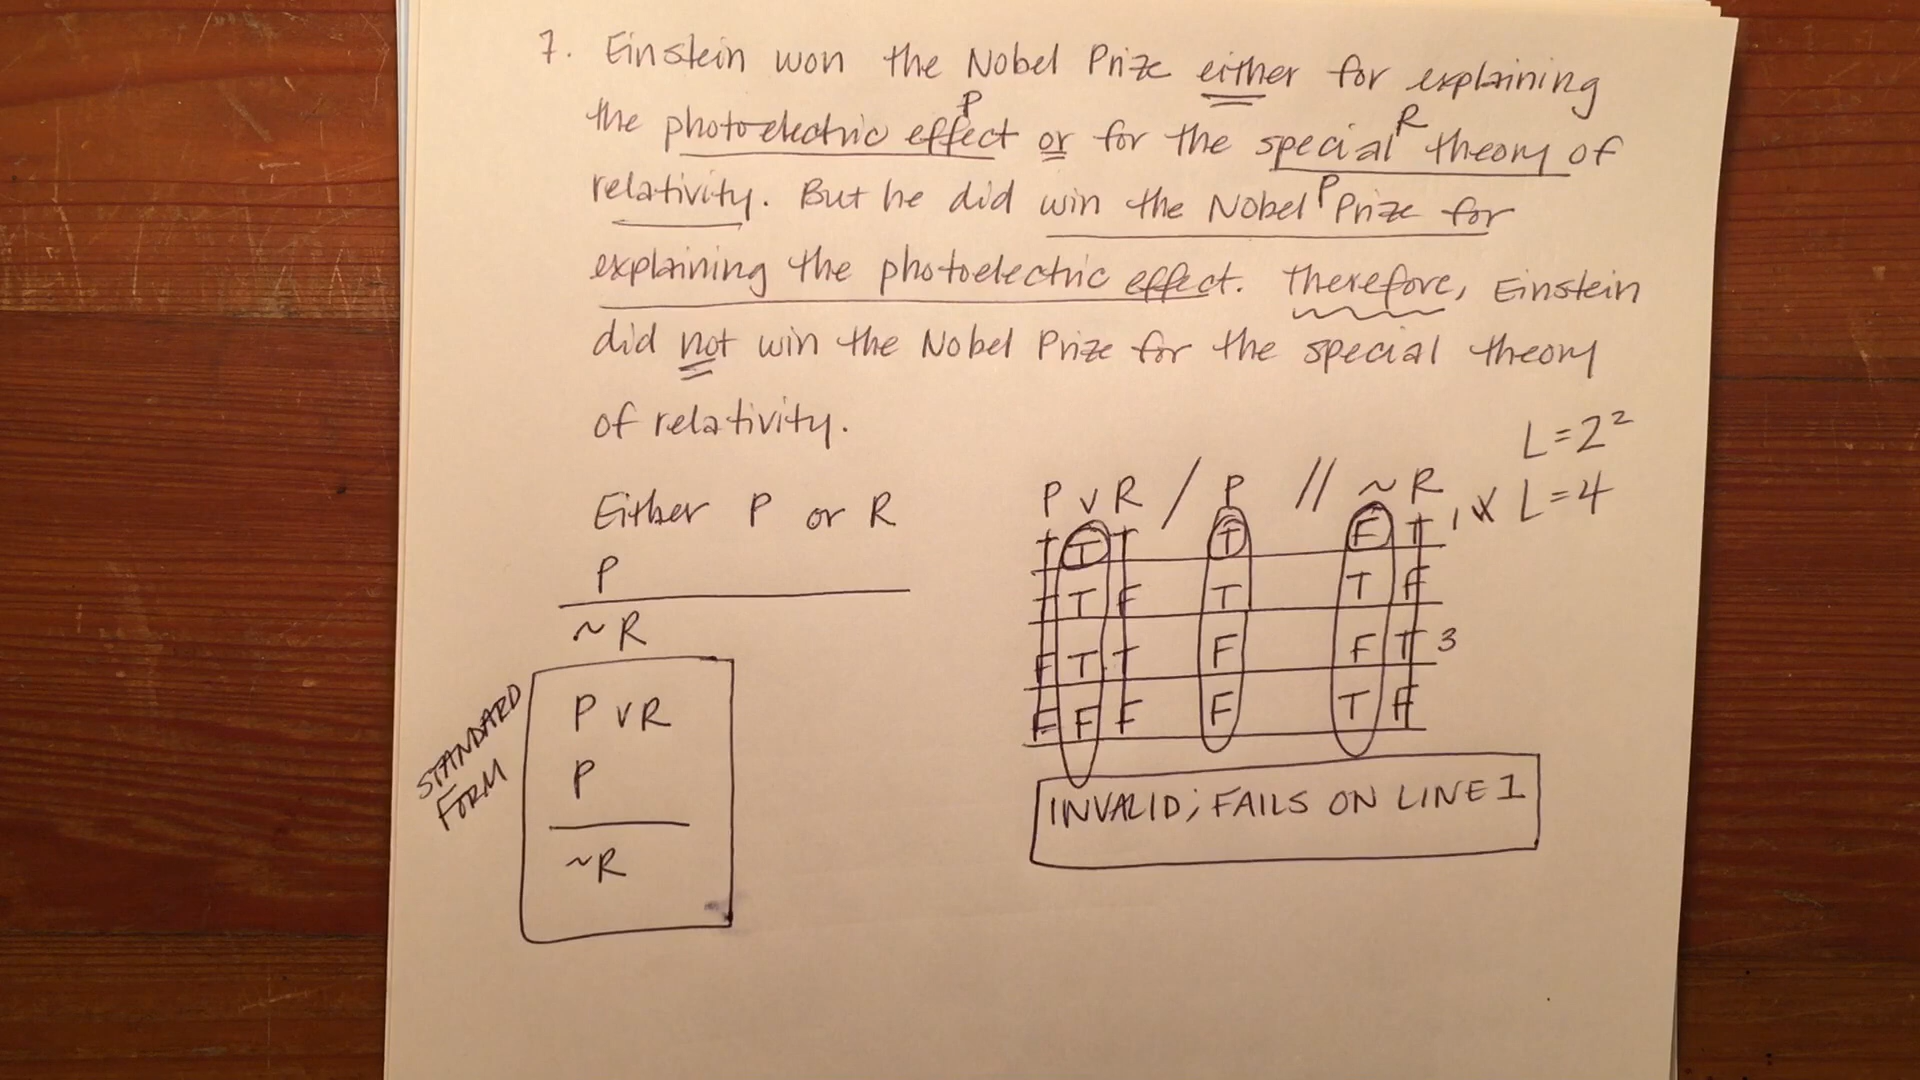 7. Einstein won the Nobel Prize either for explaining
the photoelectric effect or for the special theory of
P R
relativity. But he did win the Nobel Prize for
P
explaining the photoelectric effect. Therefore, Einstein
did not win the Nobel Prize for the special theory
of relativity.
L=2²
L=4
Either P or R
P
~R
STANDARD
FORM
P v R
P
~R
P v R / P // ~ R
T T T T F T 1
T T F T T F
F T T F F T 3
F F F F T F
INVALID; FAILS ON LINE 1